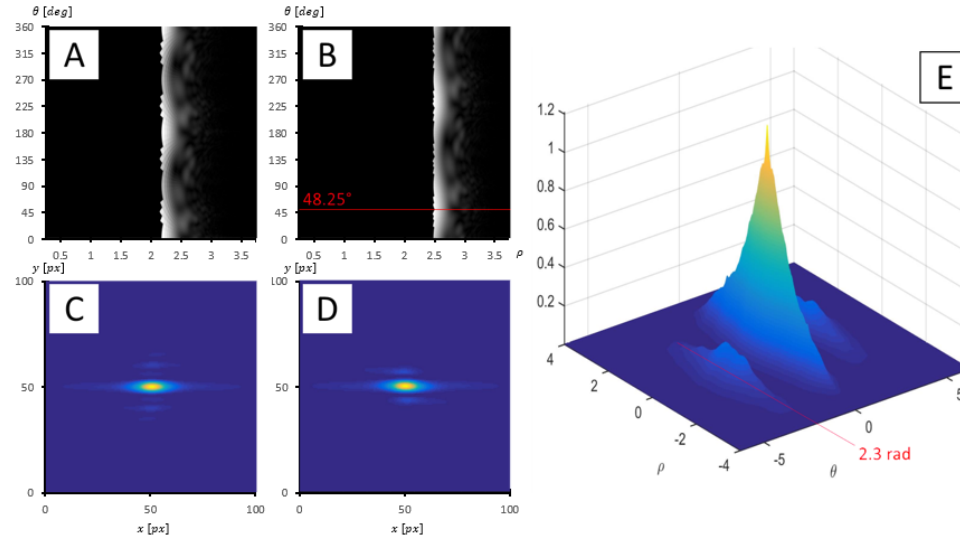 θ [deg]
360
315
270
225
180
135
90
45
0
A
0.5 1 1.5 2 2.5 3 3.5
θ [deg]
360
315
270
225
180
135
90
45
0
B
48.25°
0.5 1 1.5 2 2.5 3 3.5
ρ
y [px]
100
50
0
C
0 50 100
x [px]
y [px]
100
50
0
D
0 50 100
x [px]
E
1.2
1
0.8
0.6
0.4
0.2
4
2
0
-2
-4
ρ
-5
0
5
θ
2.3 rad